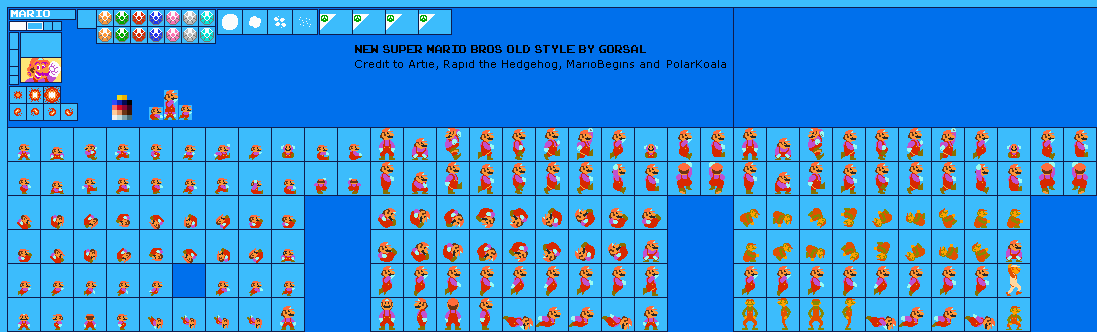 MARIO
NEW SUPER MARIO BROS OLD STYLE BY GORSAL
Credit to Artie, Rapid the Hedgehog, MarioBegins and PolarKoala